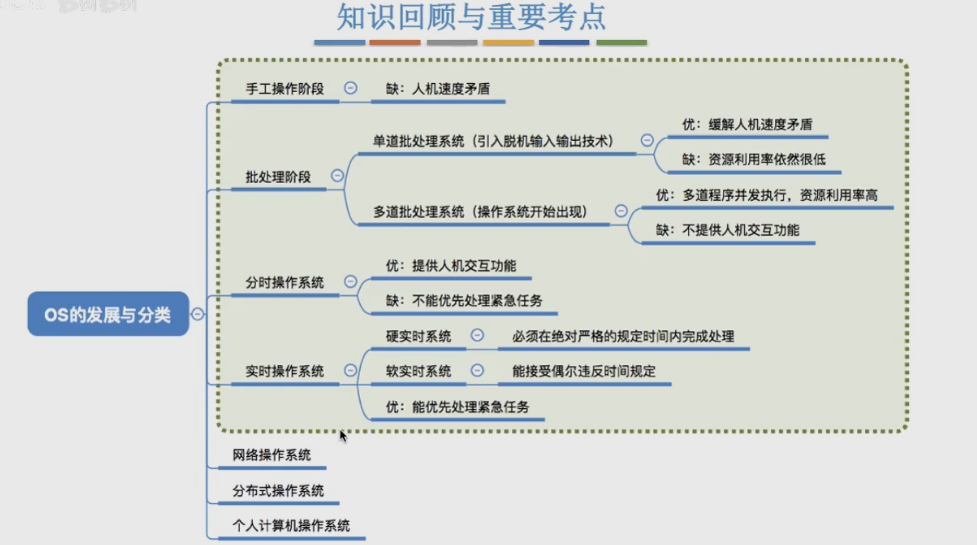 知识回顾与重要考点
手工操作阶段
缺：人机速度矛盾
批处理阶段
单道批处理系统（引入脱机输入输出技术）
优：缓解人机速度矛盾
缺：资源利用率依然很低
多道批处理系统（操作系统开始出现）
优：多道程序并发执行，资源利用率高
缺：不提供人机交互功能
OS的发展与分类
分时操作系统
优：提供人机交互功能
缺：不能优先处理紧急任务
实时操作系统
硬实时系统
必须在绝对严格的规定时间内完成处理
软实时系统
能接受偶尔违反时间规定
优：能优先处理紧急任务
网络操作系统
分布式操作系统
个人计算机操作系统